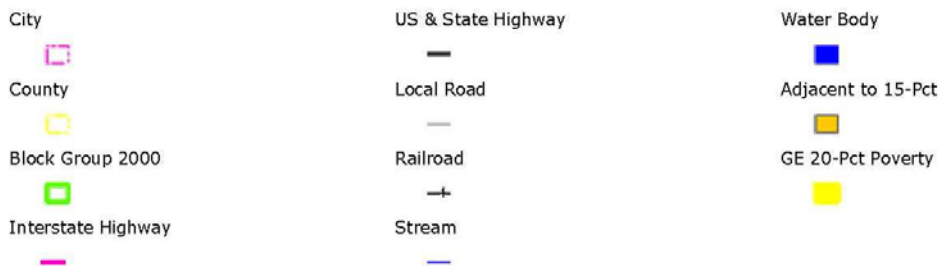 City
US & State Highway
Water Body
County
Local Road
Adjacent to 15-Pct
Block Group 2000
Railroad
GE 20-Pct Poverty
Interstate Highway
Stream